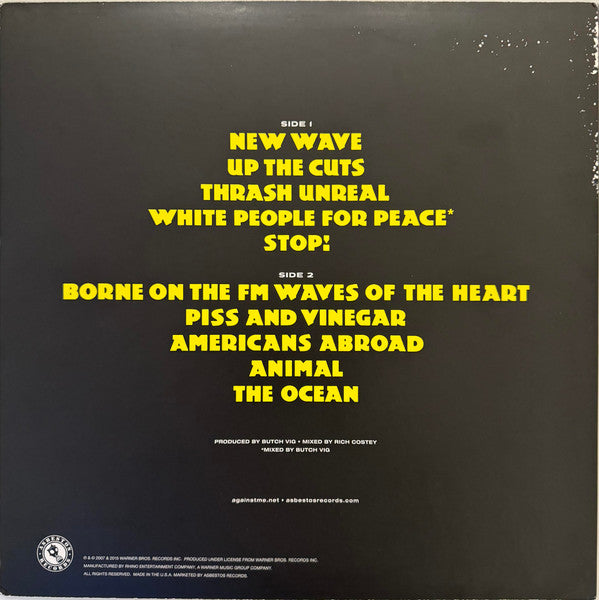 SIDE 1
NEW WAVE
UP THE CUTS
THRASH UNREAL
WHITE PEOPLE FOR PEACE*
STOP!
SIDE 2
BORNE ON THE FM WAVES OF THE HEART
PISS AND VINEGAR
AMERICANS ABROAD
ANIMAL
THE OCEAN
PRODUCED BY BUTCH VIG • MIXED BY RICH COSTEY
*MIXED BY BUTCH VIG
againstme.net • asbestosrecords.com
ASBESTOS RECORDS
℗ & © 2007 & 2015 WARNER BROS. RECORDS INC. PRODUCED UNDER LICENSE FROM WARNER BROS. RECORDS INC.
MANUFACTURED BY RHINO ENTERTAINMENT COMPANY, A WARNER MUSIC GROUP COMPANY.
ALL RIGHTS RESERVED. MADE IN THE U.S.A. MARKETED BY ASBESTOS RECORDS.